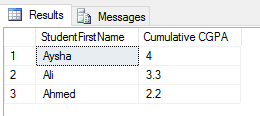 Results Messages
StudentFirstName Cumulative CGPA
1 Aysha 4
2 Ali 3.3
3 Ahmed 2.2